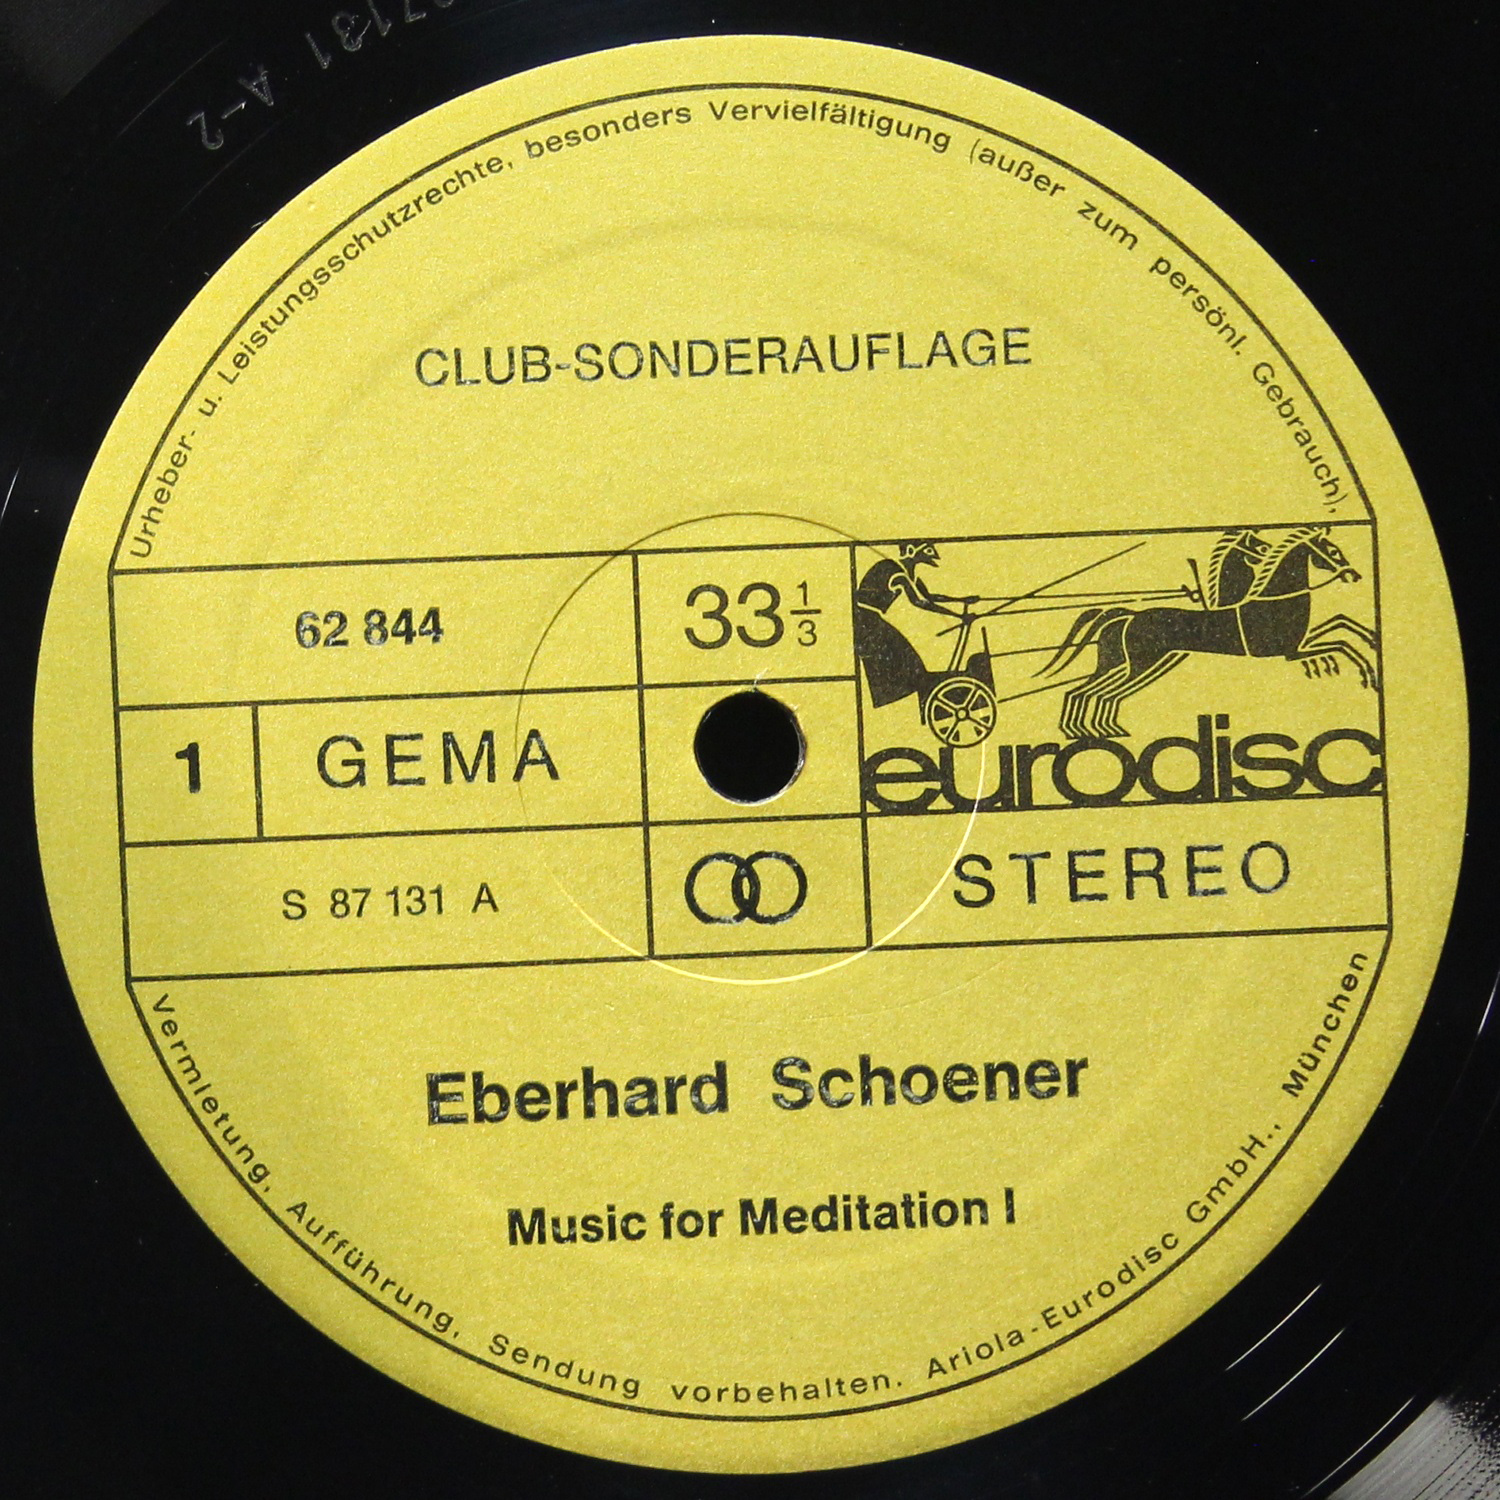 87131 A-2
Urheber- u. Leistungsschutzrechte, besonders Vervielfältigung (außer zum persönl. Gebrauch),
CLUB-SONDERAUFLAGE
62 844
33 1/3
1
GEMA
eurodisc
S 87 131 A
STEREO
Eberhard Schoener
Music for Meditation I
Vermietung, Aufführung, Sendung vorbehalten. Ariola-Eurodisc GmbH., München